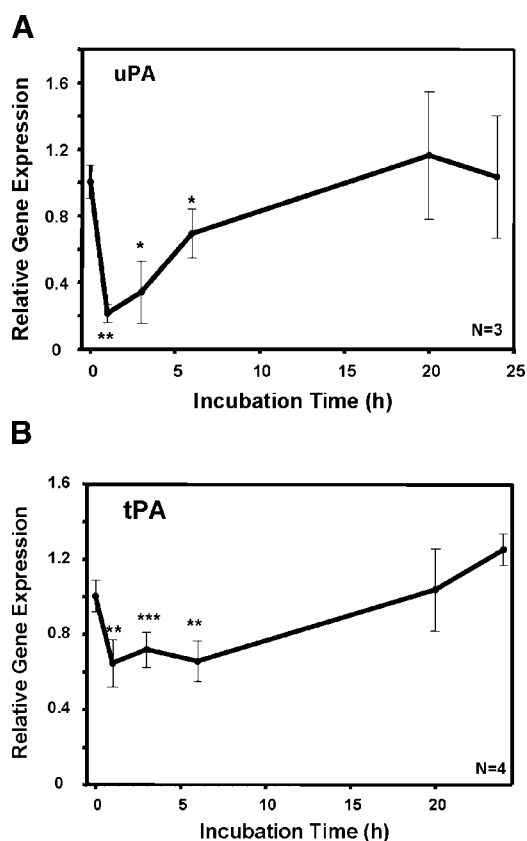 A
uPA
1.6
1.2
0.8
0.4
0
Relative Gene Expression
*
*
**
N=3
0 5 10 15 20 25
Incubation Time (h)
B
tPA
1.6
1.2
0.8
0.4
0
Relative Gene Expression
** *** **
N=4
0 5 10 15 20
Incubation Time (h)